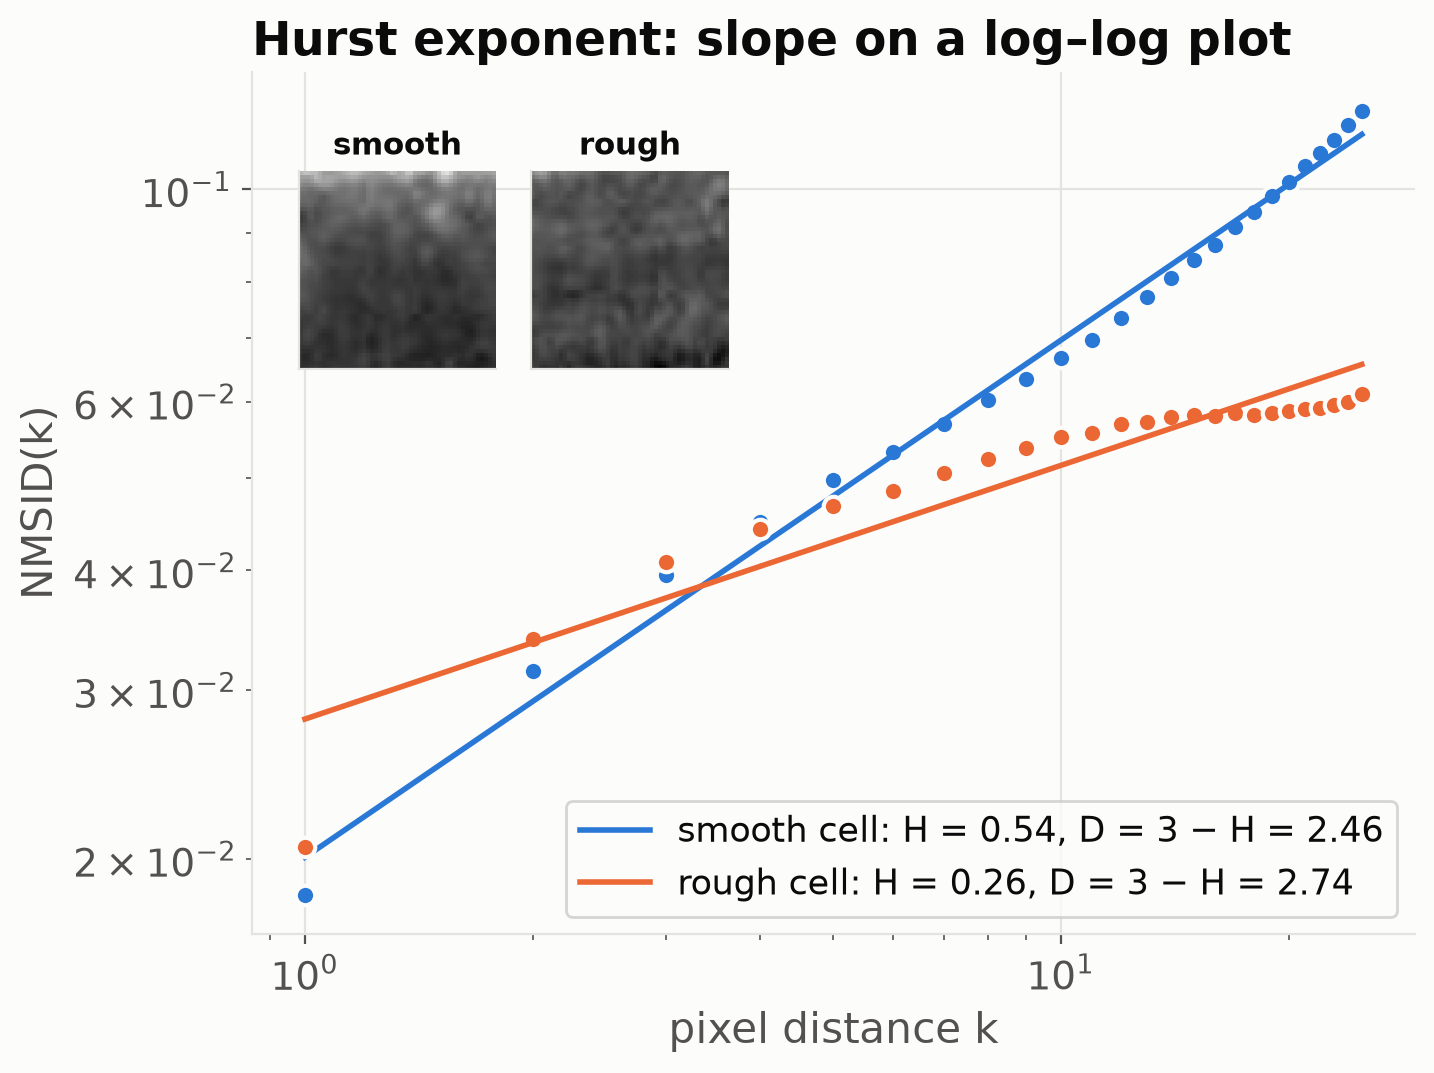 Hurst exponent: slope on a log–log plot
smooth
rough
10⁻¹
6 × 10⁻²
4 × 10⁻²
3 × 10⁻²
2 × 10⁻²
NMSID(k)
smooth cell: H = 0.54, D = 3 − H = 2.46
rough cell: H = 0.26, D = 3 − H = 2.74
10⁰
10¹
pixel distance k